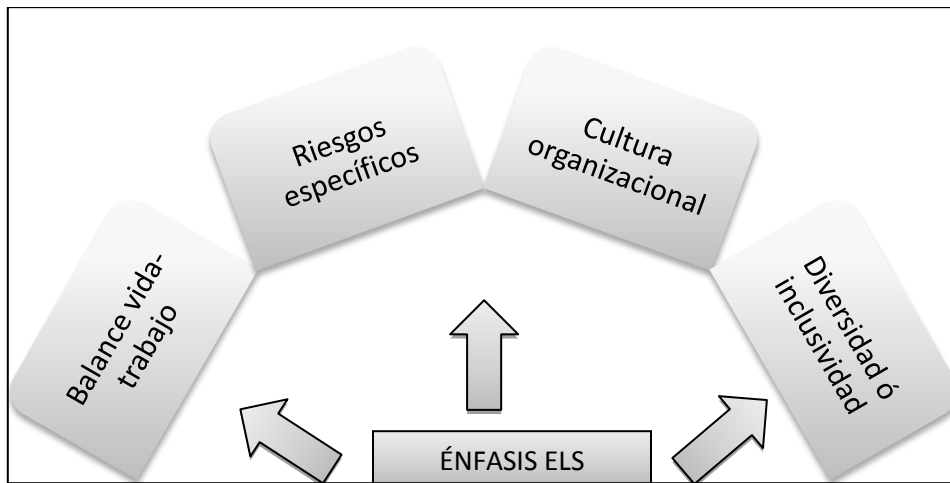 Balance vida-
trabajo
Riesgos
específicos
Cultura
organizacional
Diversidad ó
inclusividad
ÉNFASIS ELS